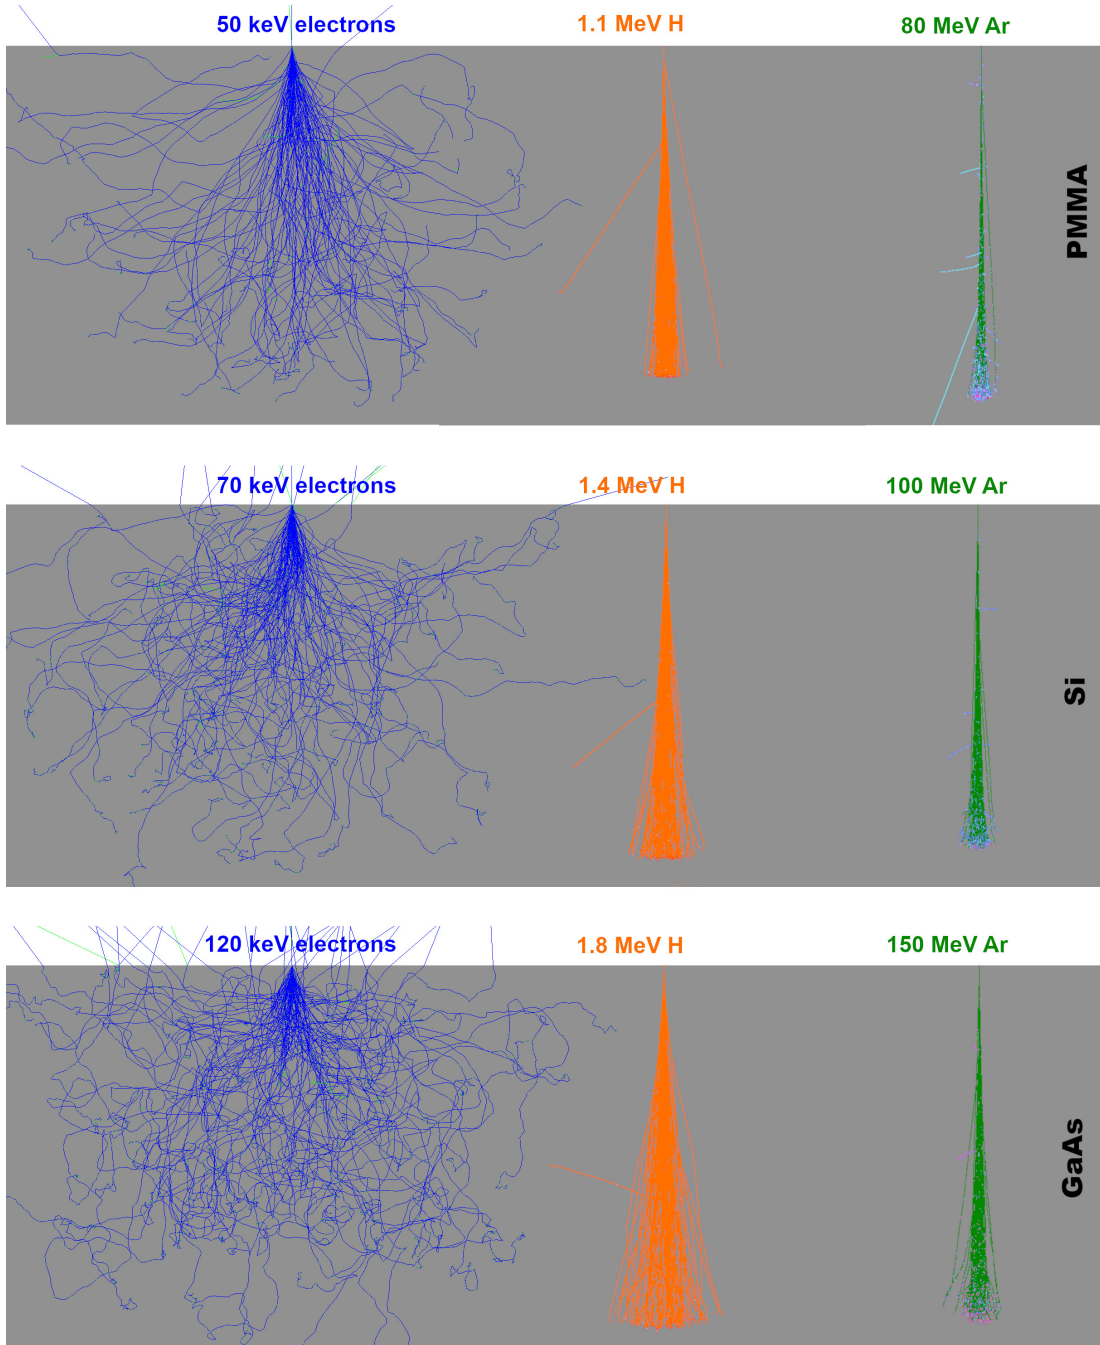 50 keV electrons
1.1 MeV H
80 MeV Ar
PMMA
70 keV electrons
1.4 MeV H
100 MeV Ar
Si
120 keV electrons
1.8 MeV H
150 MeV Ar
GaAs